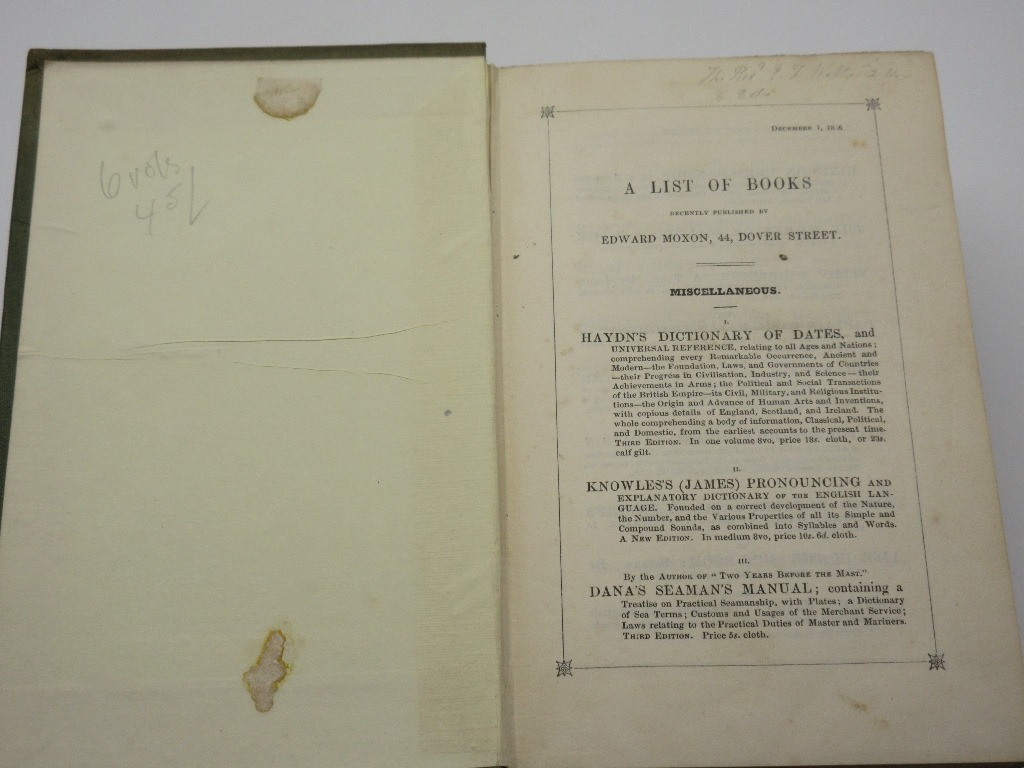 6 vols
45/
The Revd
DECEMBER 1,
A LIST OF BOOKS
RECENTLY PUBLISHED BY
EDWARD MOXON, 44, DOVER STREET.
MISCELLANEOUS.
I.
HAYDN'S DICTIONARY OF DATES, and
UNIVERSAL REFERENCE, relating to all Ages and Nations;
comprehending every Remarkable Occurrence, Ancient and
Modern—the Foundation, Laws, and Governments of Countries
—their Progress in Civilisation, Industry, and Science—their
Achievements in Arms; the Political and Social Transactions
of the British Empire—its Civil, Military, and Religious Institu-
tions—the Origin and Advance of Human Arts and Inventions,
with copious details of England, Scotland, and Ireland. The
whole comprehending a body of information, Classical, Political,
and Domestic, from the earliest accounts to the present time.
THIRD EDITION. In one volume 8vo, price 18s. cloth, or 23s.
calf gilt.
II.
KNOWLES'S (JAMES) PRONOUNCING AND
EXPLANATORY DICTIONARY OF THE ENGLISH LAN-
GUAGE. Founded on a correct development of the Nature,
the Number, and the Various Properties of all its Simple and
Compound Sounds, as combined into Syllables and Words.
A NEW EDITION. In medium 8vo, price 10s. 6d. cloth.
III.
By the AUTHOR OF "TWO YEARS BEFORE THE MAST."
DANA'S SEAMAN'S MANUAL; containing a
Treatise on Practical Seamanship, with Plates; a Dictionary
of Sea Terms; Customs and Usages of the Merchant Service;
Laws relating to the Practical Duties of Master and Mariners.
THIRD EDITION. Price 5s. cloth.